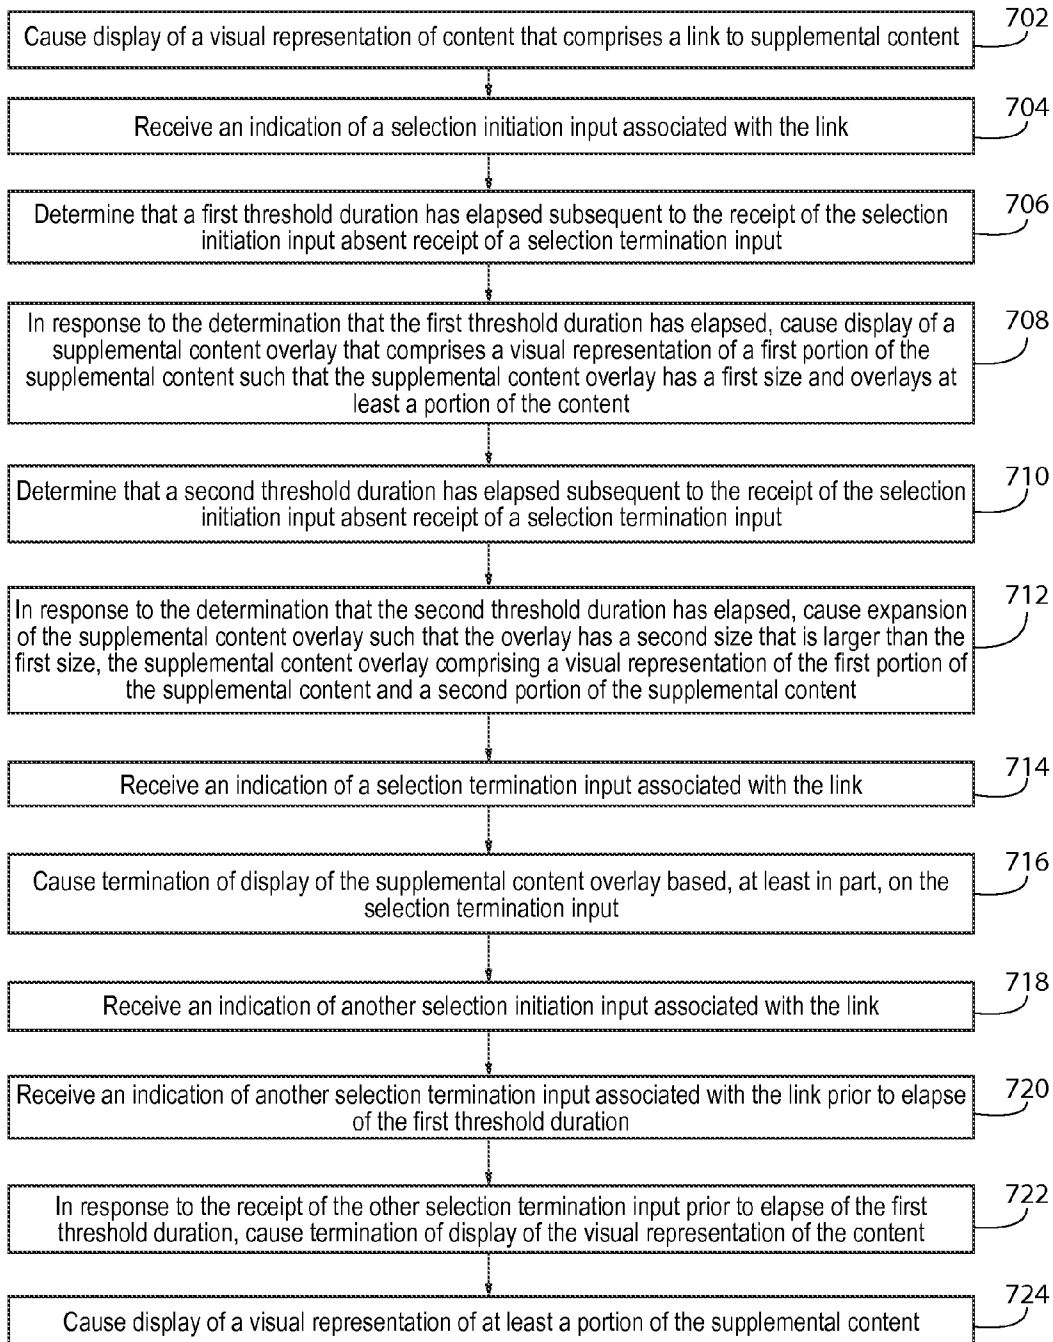 702
Cause display of a visual representation of content that comprises a link to supplemental content
704
Receive an indication of a selection initiation input associated with the link
706
Determine that a first threshold duration has elapsed subsequent to the receipt of the selection
initiation input absent receipt of a selection termination input
708
In response to the determination that the first threshold duration has elapsed, cause display of a
supplemental content overlay that comprises a visual representation of a first portion of the
supplemental content such that the supplemental content overlay has a first size and overlays at
least a portion of the content
710
Determine that a second threshold duration has elapsed subsequent to the receipt of the selection
initiation input absent receipt of a selection termination input
712
In response to the determination that the second threshold duration has elapsed, cause expansion
of the supplemental content overlay such that the overlay has a second size that is larger than the
first size, the supplemental content overlay comprising a visual representation of the first portion of
the supplemental content and a second portion of the supplemental content
714
Receive an indication of a selection termination input associated with the link
716
Cause termination of display of the supplemental content overlay based, at least in part, on the
selection termination input
718
Receive an indication of another selection initiation input associated with the link
720
Receive an indication of another selection termination input associated with the link prior to elapse
of the first threshold duration
722
In response to the receipt of the other selection termination input prior to elapse of the first
threshold duration, cause termination of display of the visual representation of the content
724
Cause display of a visual representation of at least a portion of the supplemental content